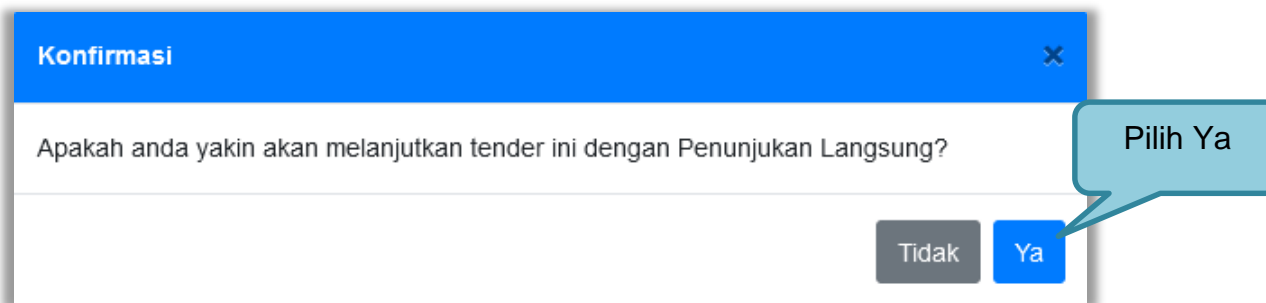 Konfirmasi
Apakah anda yakin akan melanjutkan tender ini dengan Penunjukan Langsung?
Pilih Ya
Tidak
Ya